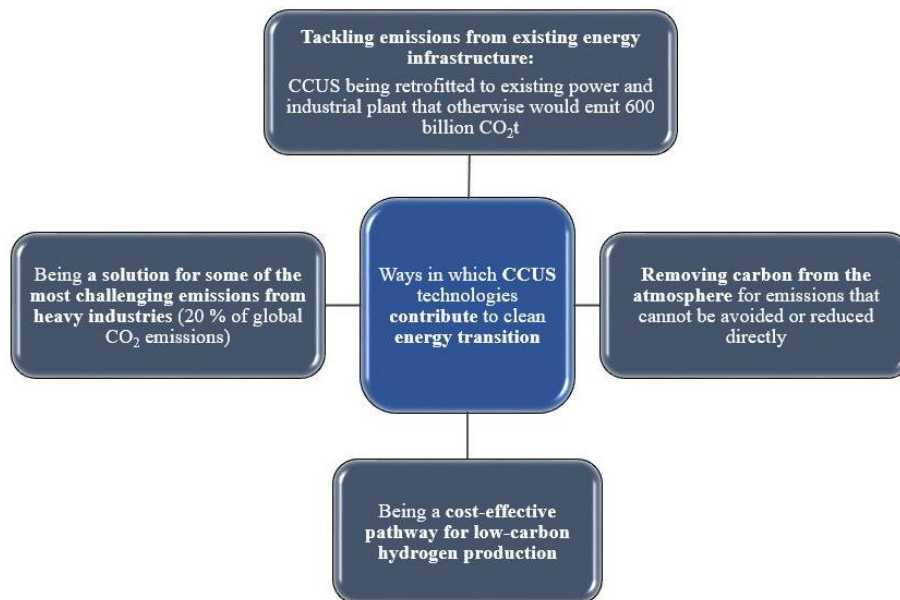 Tackling emissions from existing energy
infrastructure:
CCUS being retrofitted to existing power and
industrial plant that otherwise would emit 600
billion CO₂t
Being a solution for some of the
most challenging emissions from
heavy industries (20 % of global
CO₂ emissions)
Ways in which CCUS
technologies
contribute to clean
energy transition
Removing carbon from the
atmosphere for emissions that
cannot be avoided or reduced
directly
Being a cost-effective
pathway for low-carbon
hydrogen production